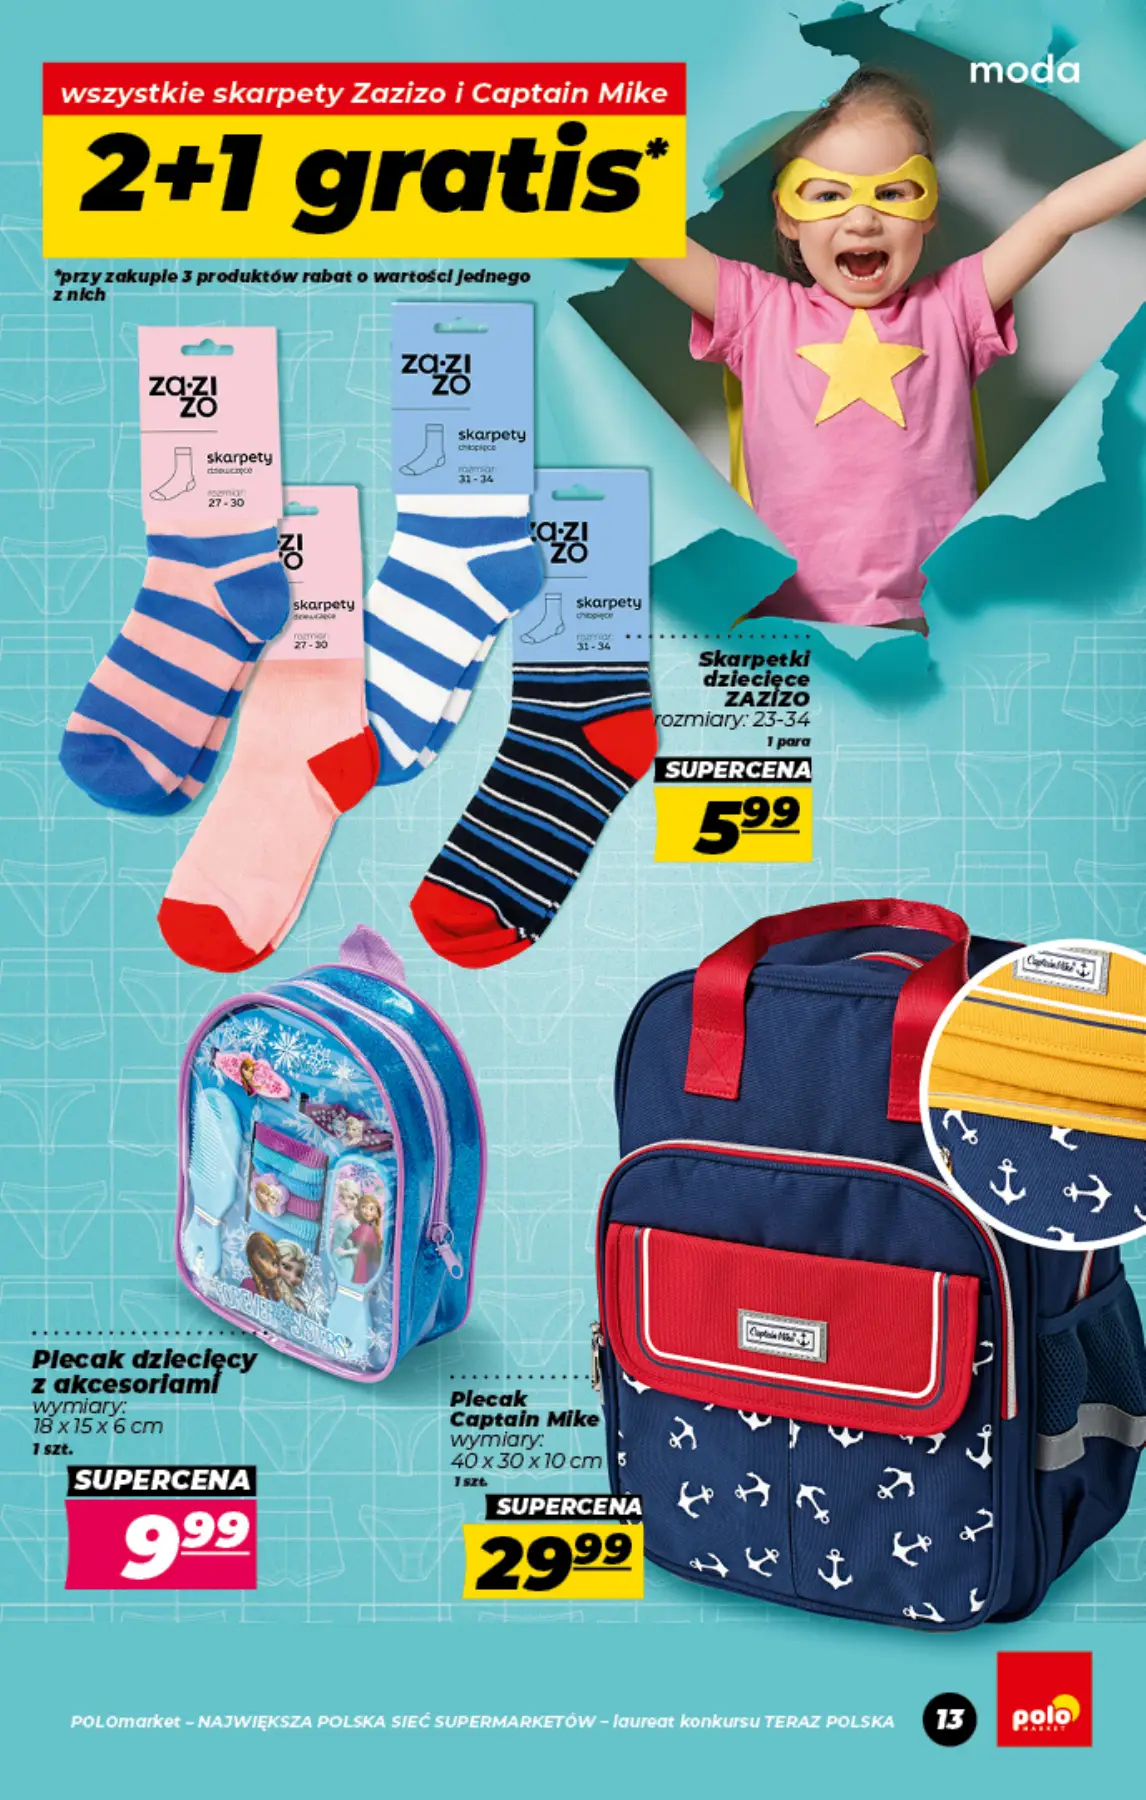 moda
wszystkie skarpety Zazizo i Captain Mike
2+1 gratis*
*przy zakupie 3 produktów rabat o wartości jednego
z nich
ZA·ZI
ZO
skarpety
dziewczęce
rozmiar:
27 - 30
ZA·ZI
ZO
skarpety
chłopięce
rozmiar:
31 - 34
ZI
O
skarpety
dziewczęce
rozmiar:
27 - 30
ZA·ZI
ZO
skarpety
chłopięce
rozmiar:
31 - 34
Skarpetki
dziecięce
ZAZIZO
rozmiary: 23-34
1 para
SUPERCENA
5 99
Captain Mike
FOREVER SISTERS
Captain Mike
Plecak dziecięcy
z akcesoriami
wymiary:
18 x 15 x 6 cm
1 szt.
SUPERCENA
9 99
Plecak
Captain Mike
wymiary:
40 x 30 x 10 cm
1 szt.
SUPERCENA
29 99
POLOmarket – NAJWIĘKSZA POLSKA SIEĆ SUPERMARKETÓW – laureat konkursu TERAZ POLSKA
13
polo
MARKET